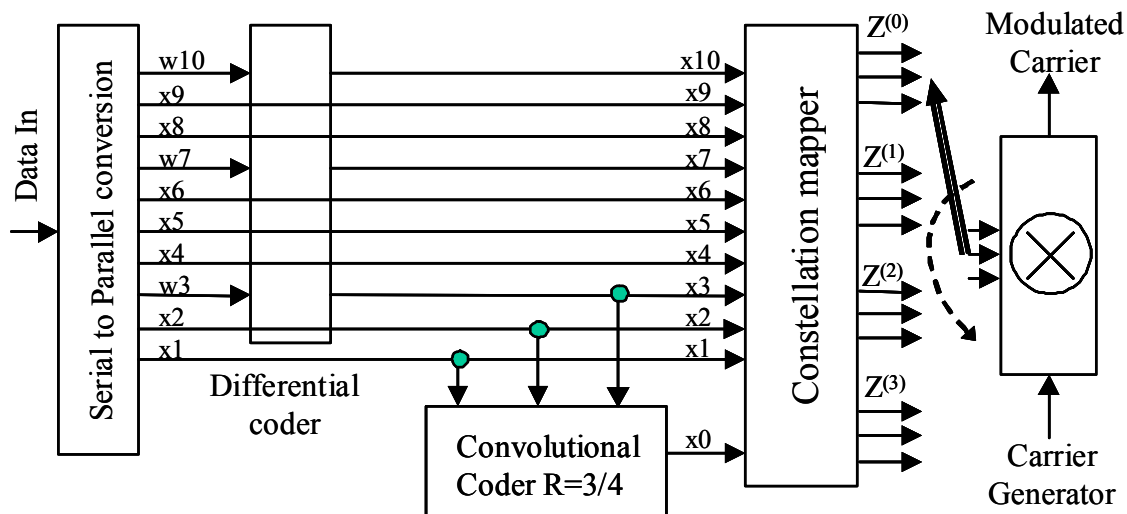 Data In
Serial to Parallel conversion
w10
x9
x8
w7
x6
x5
x4
w3
x2
x1
Differential
coder
x10
x9
x8
x7
x6
x5
x4
x3
x2
x1
x0
Convolutional
Coder R=3/4
Constellation mapper
Z(0)
Z(1)
Z(2)
Z(3)
Modulated
Carrier
Carrier
Generator